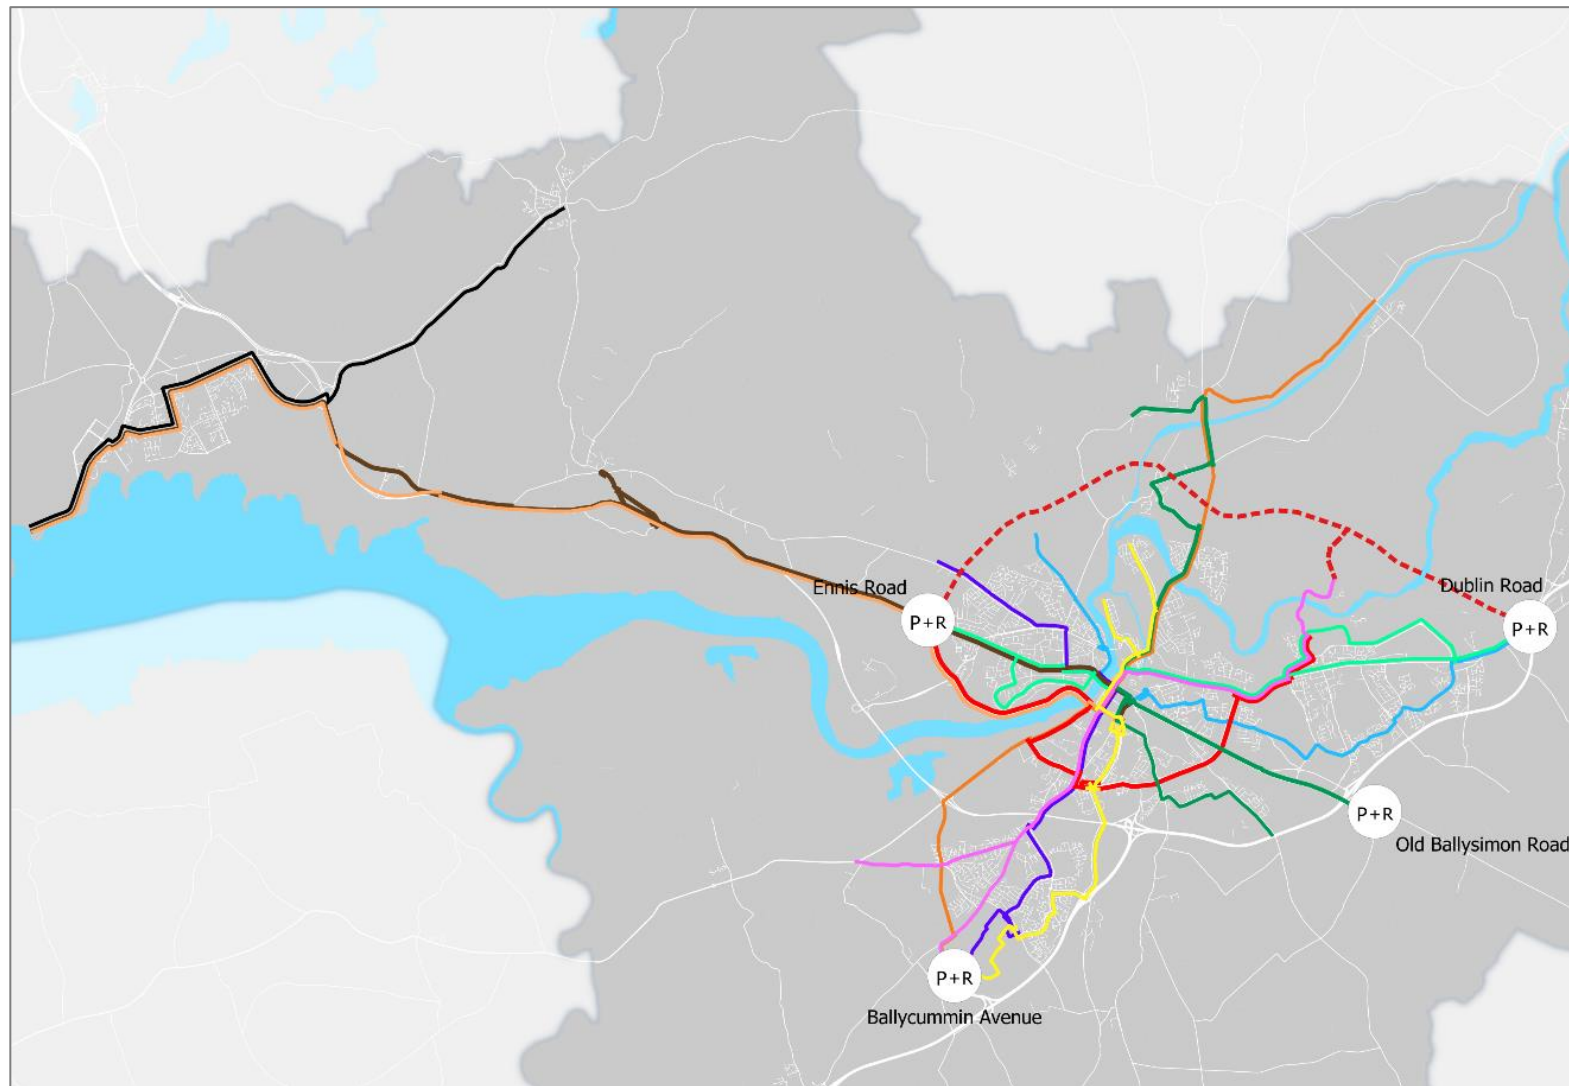 Ennis Road
P+R
Dublin Road
P+R
P+R
Old Ballysimon Road
P+R
Ballycummin Avenue